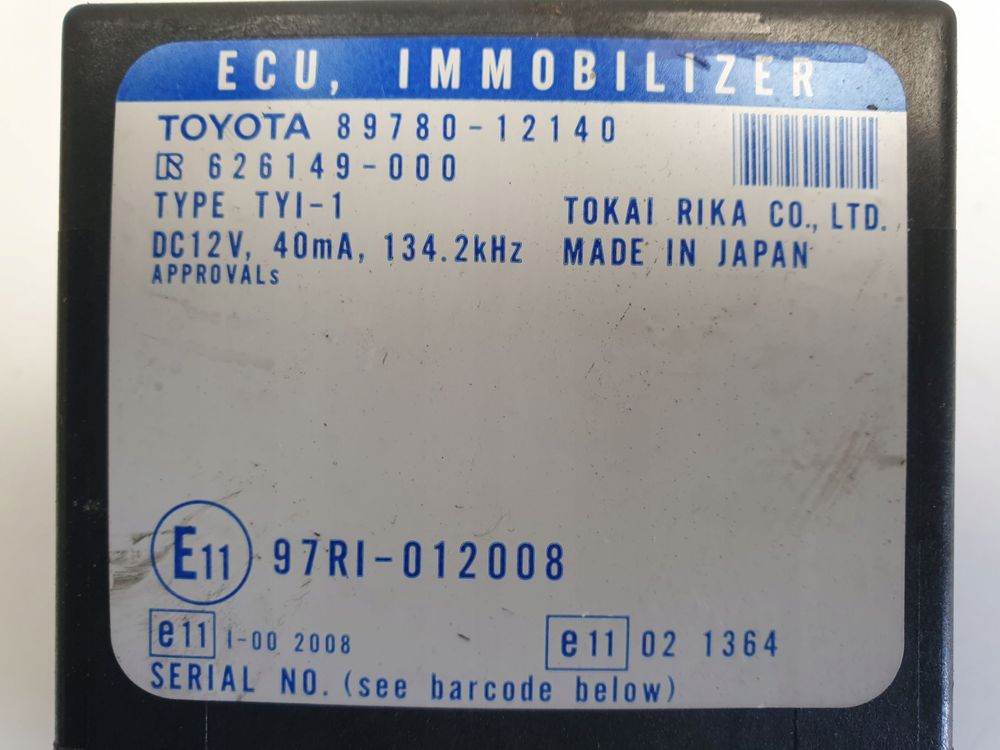 ECU, IMMOBILIZER
TOYOTA 89780-12140
626149-000
TYPE TYI-1
TOKAI RIKA CO., LTD.
DC12V, 40mA, 134.2kHz
MADE IN JAPAN
APPROVALs
E11 97RI-012008
e11 I-00 2008
e11 02 1364
SERIAL NO. (see barcode below)